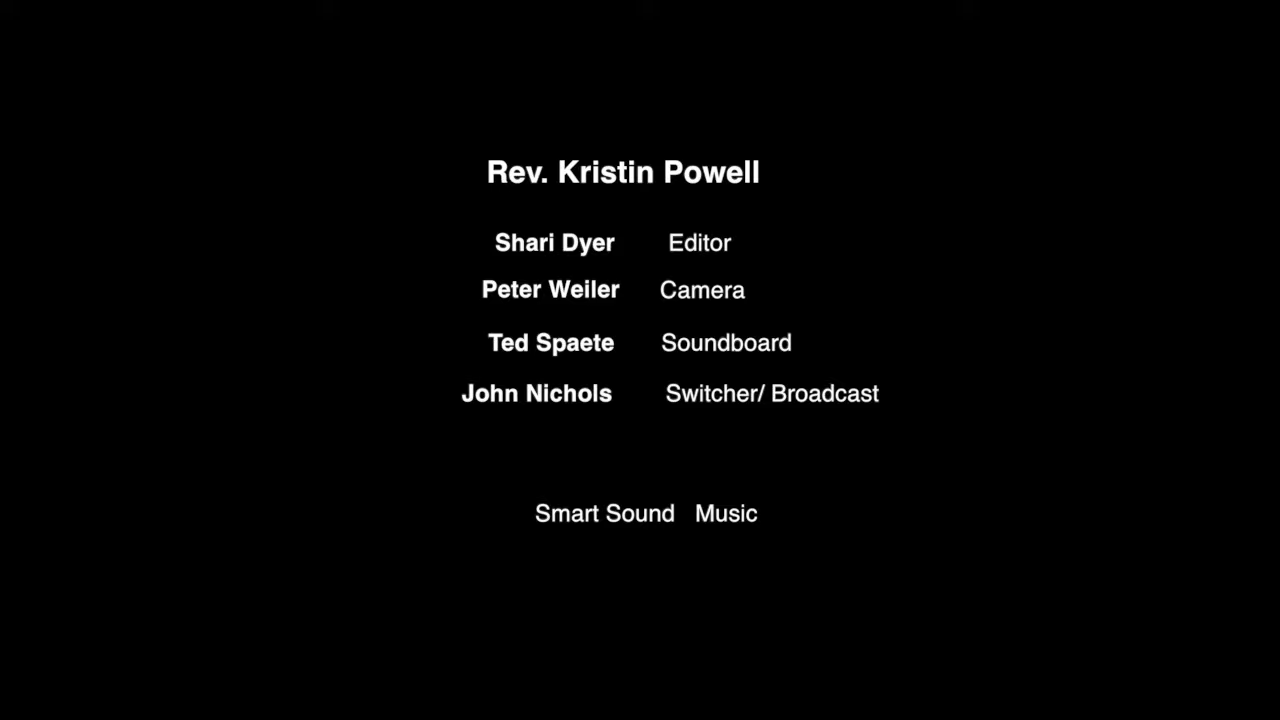 Rev. Kristin Powell
Shari Dyer Editor
Peter Weiler Camera
Ted Spaete Soundboard
John Nichols Switcher/ Broadcast
Smart Sound Music